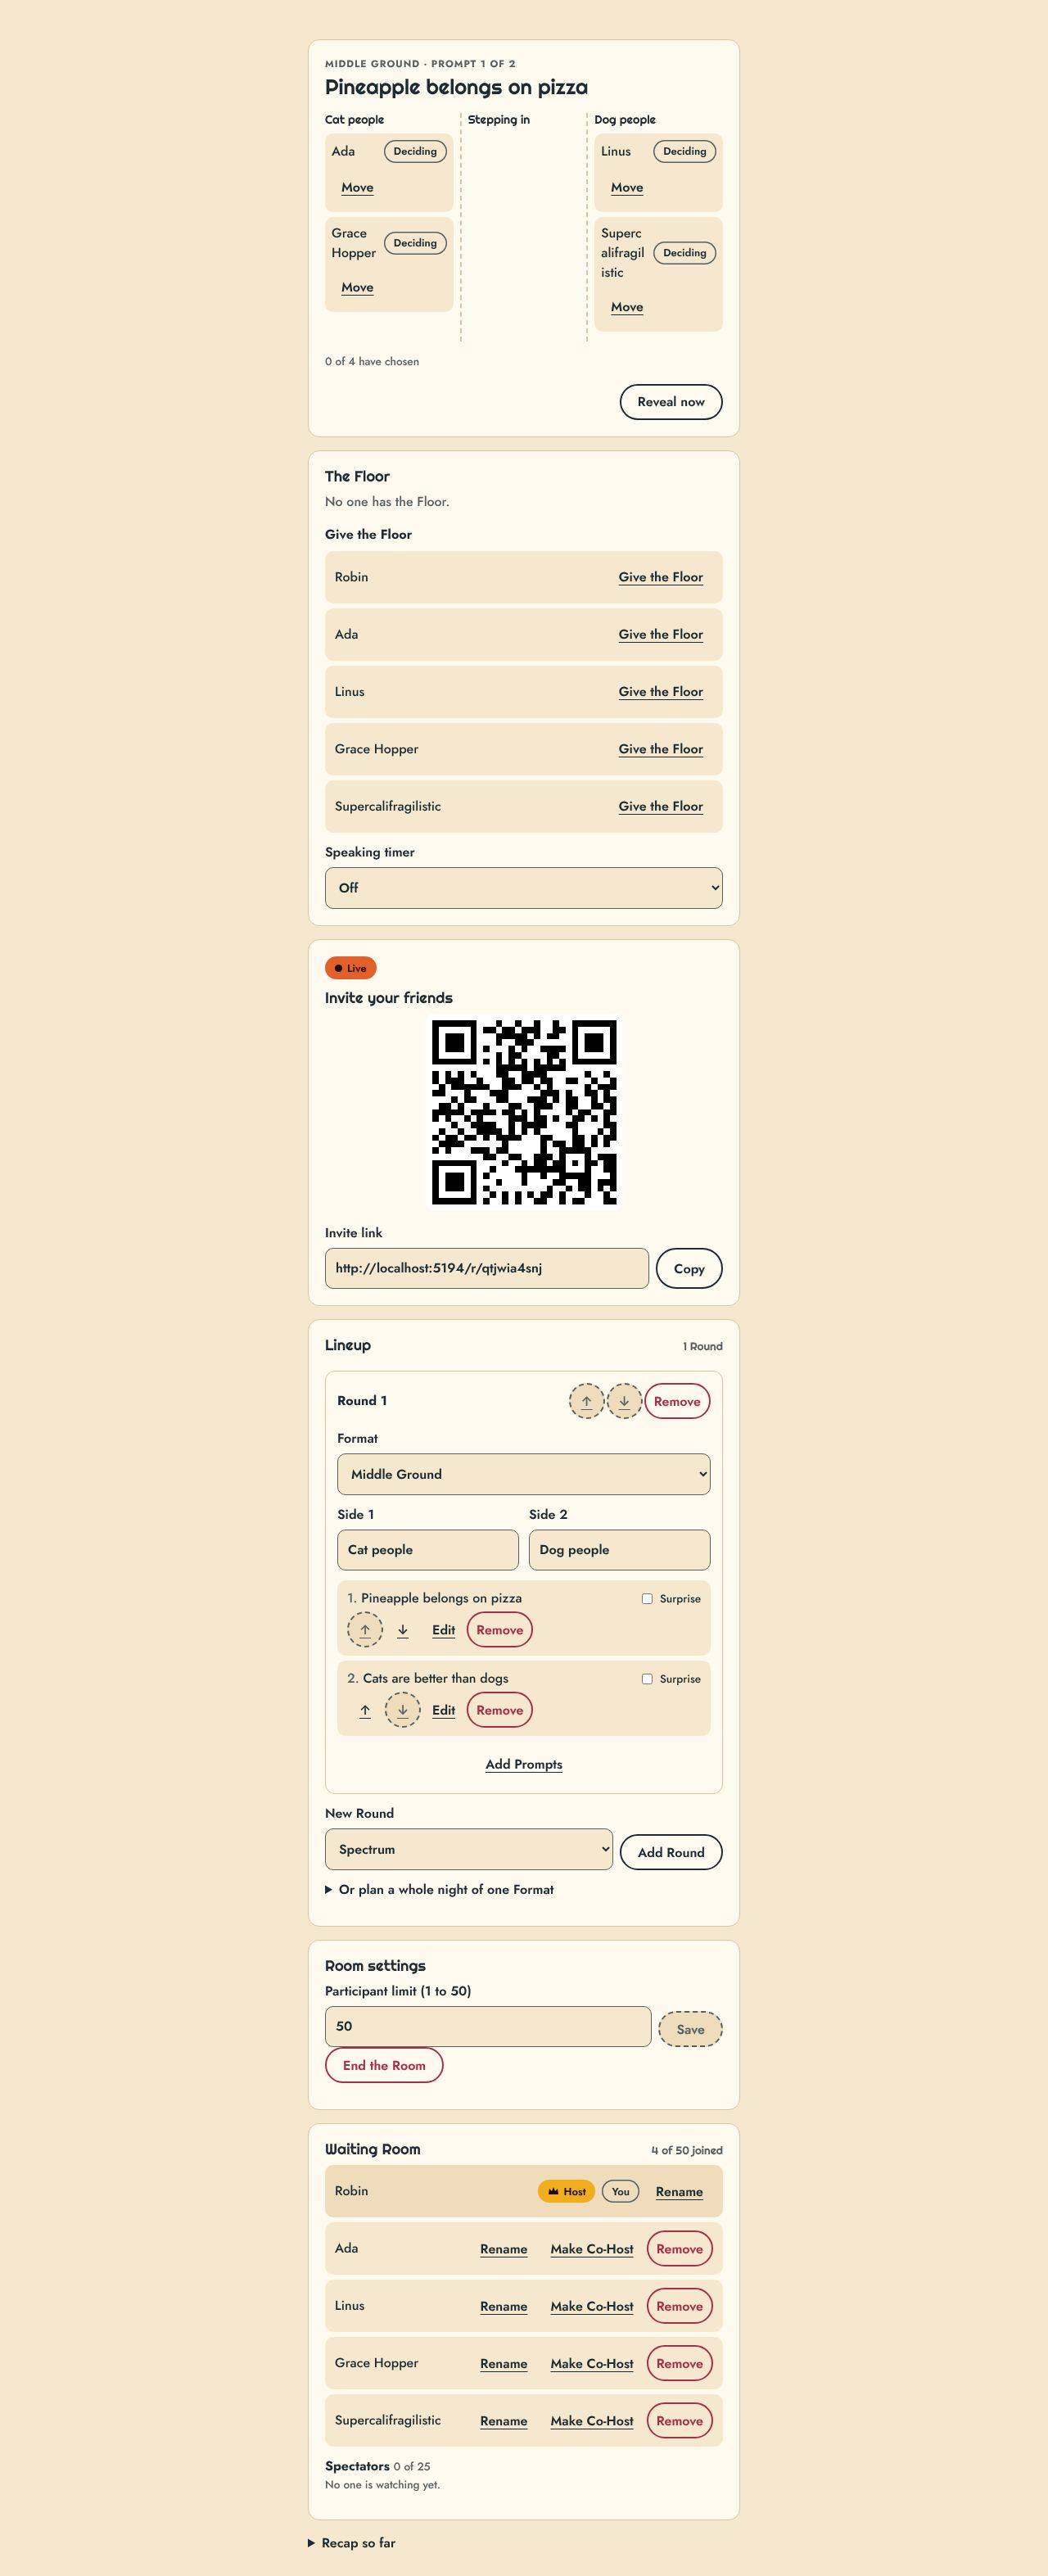 MIDDLE GROUND · PROMPT 1 OF 2
Pineapple belongs on pizza
Cat people
Ada
Deciding
Move
Grace
Hopper
Deciding
Move
Stepping in
Dog people
Linus
Deciding
Move
Superc
alifragil
istic
Deciding
Move
0 of 4 have chosen
Reveal now
The Floor
No one has the Floor.
Give the Floor
Robin Give the Floor
Ada Give the Floor
Linus Give the Floor
Grace Hopper Give the Floor
Supercalifragilistic Give the Floor
Speaking timer
Off
Live
Invite your friends
Invite link
http://localhost:5194/r/qtjwia4snj Copy
Lineup 1 Round
Round 1 ↑ ↓ Remove
Format
Middle Ground
Side 1 Side 2
Cat people Dog people
1. Pineapple belongs on pizza Surprise
↑ ↓ Edit Remove
2. Cats are better than dogs Surprise
↑ ↓ Edit Remove
Add Prompts
New Round
Spectrum Add Round
Or plan a whole night of one Format
Room settings
Participant limit (1 to 50)
50 Save
End the Room
Waiting Room 4 of 50 joined
Robin Host You Rename
Ada Rename Make Co-Host Remove
Linus Rename Make Co-Host Remove
Grace Hopper Rename Make Co-Host Remove
Supercalifragilistic Rename Make Co-Host Remove
Spectators 0 of 25
No one is watching yet.
Recap so far